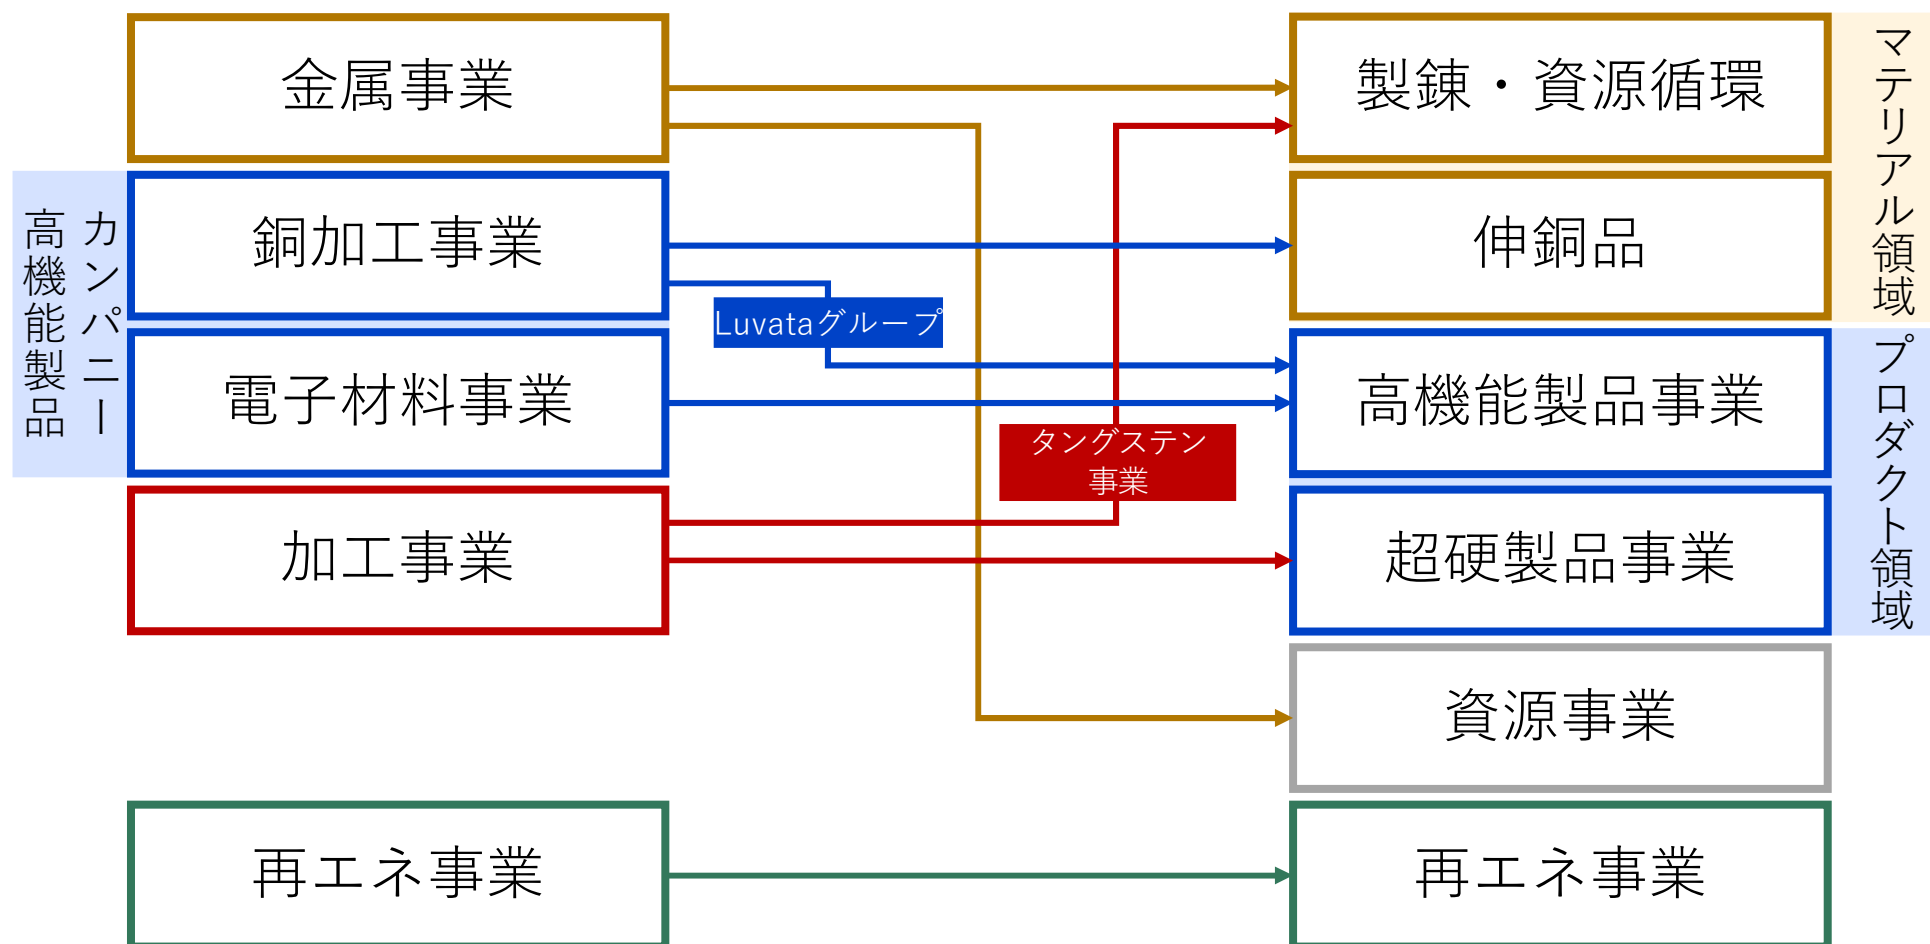 金属事業
高機能製品
カンパニー
銅加工事業
電子材料事業
加工事業
再エネ事業
Luvataグループ
タングステン
事業
製錬・資源循環
伸銅品
高機能製品事業
超硬製品事業
資源事業
再エネ事業
マテリアル領域
プロダクト領域